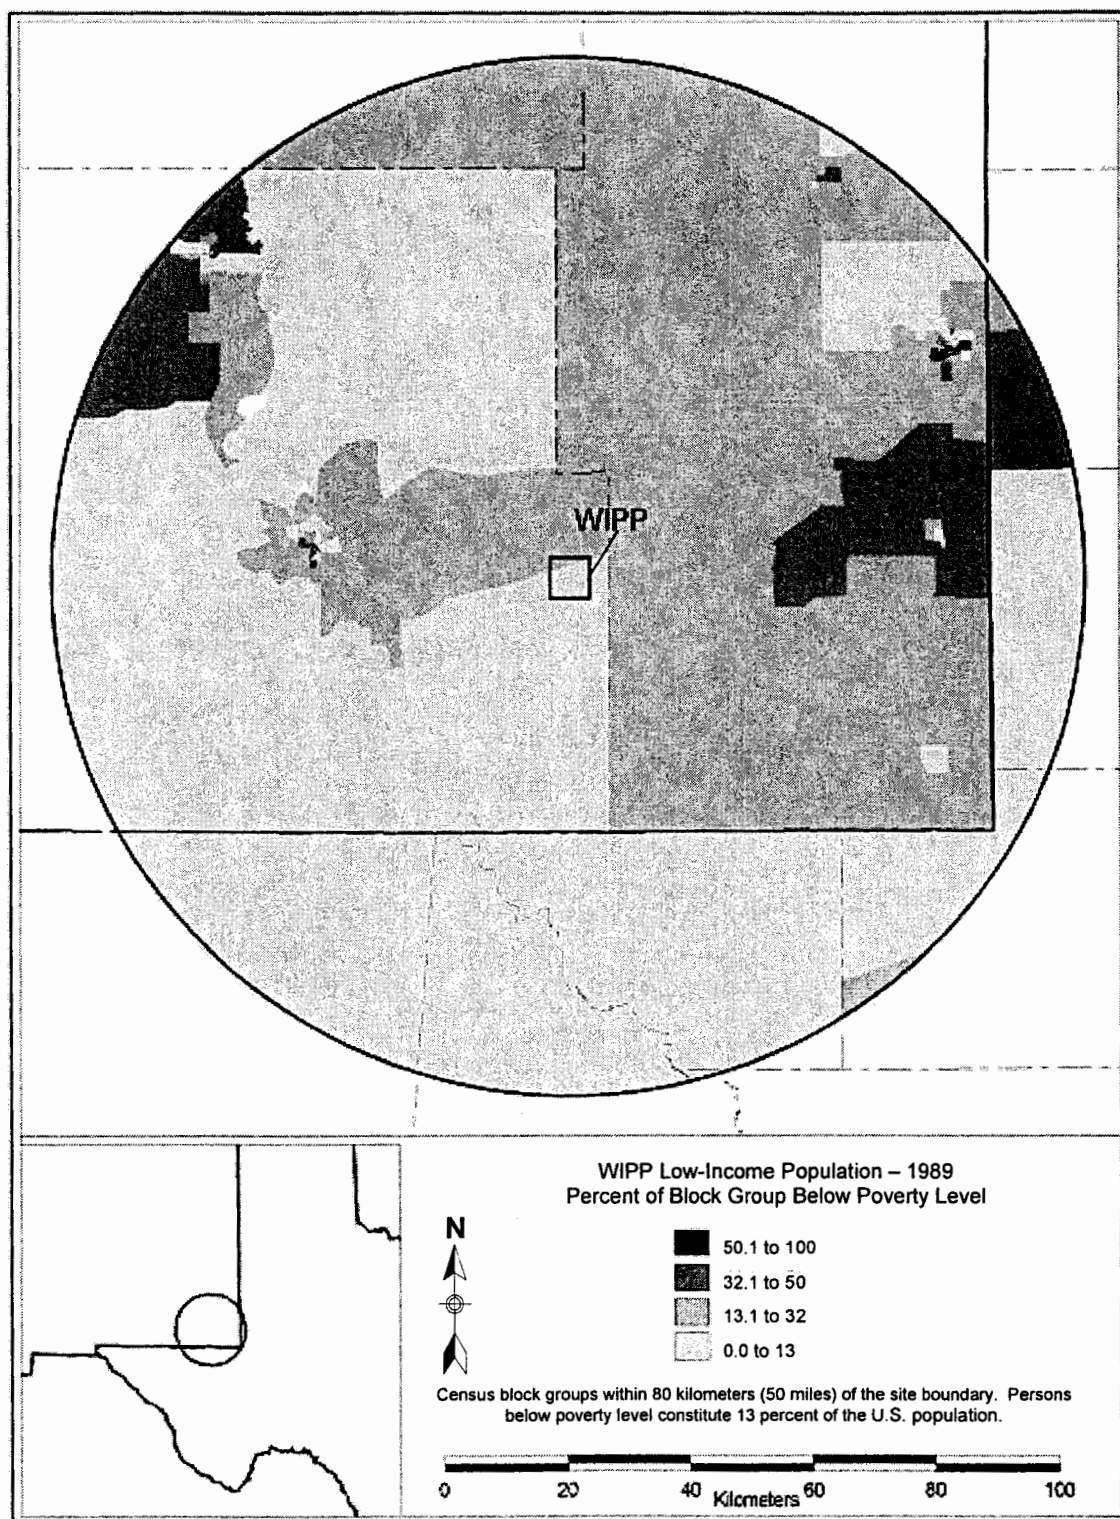 WIPP
WIPP Low-Income Population – 1989
Percent of Block Group Below Poverty Level
N
50.1 to 100
32.1 to 50
13.1 to 32
0.0 to 13
Census block groups within 80 kilometers (50 miles) of the site boundary. Persons
below poverty level constitute 13 percent of the U.S. population.
0 20 40 60 80 100
Kilometers